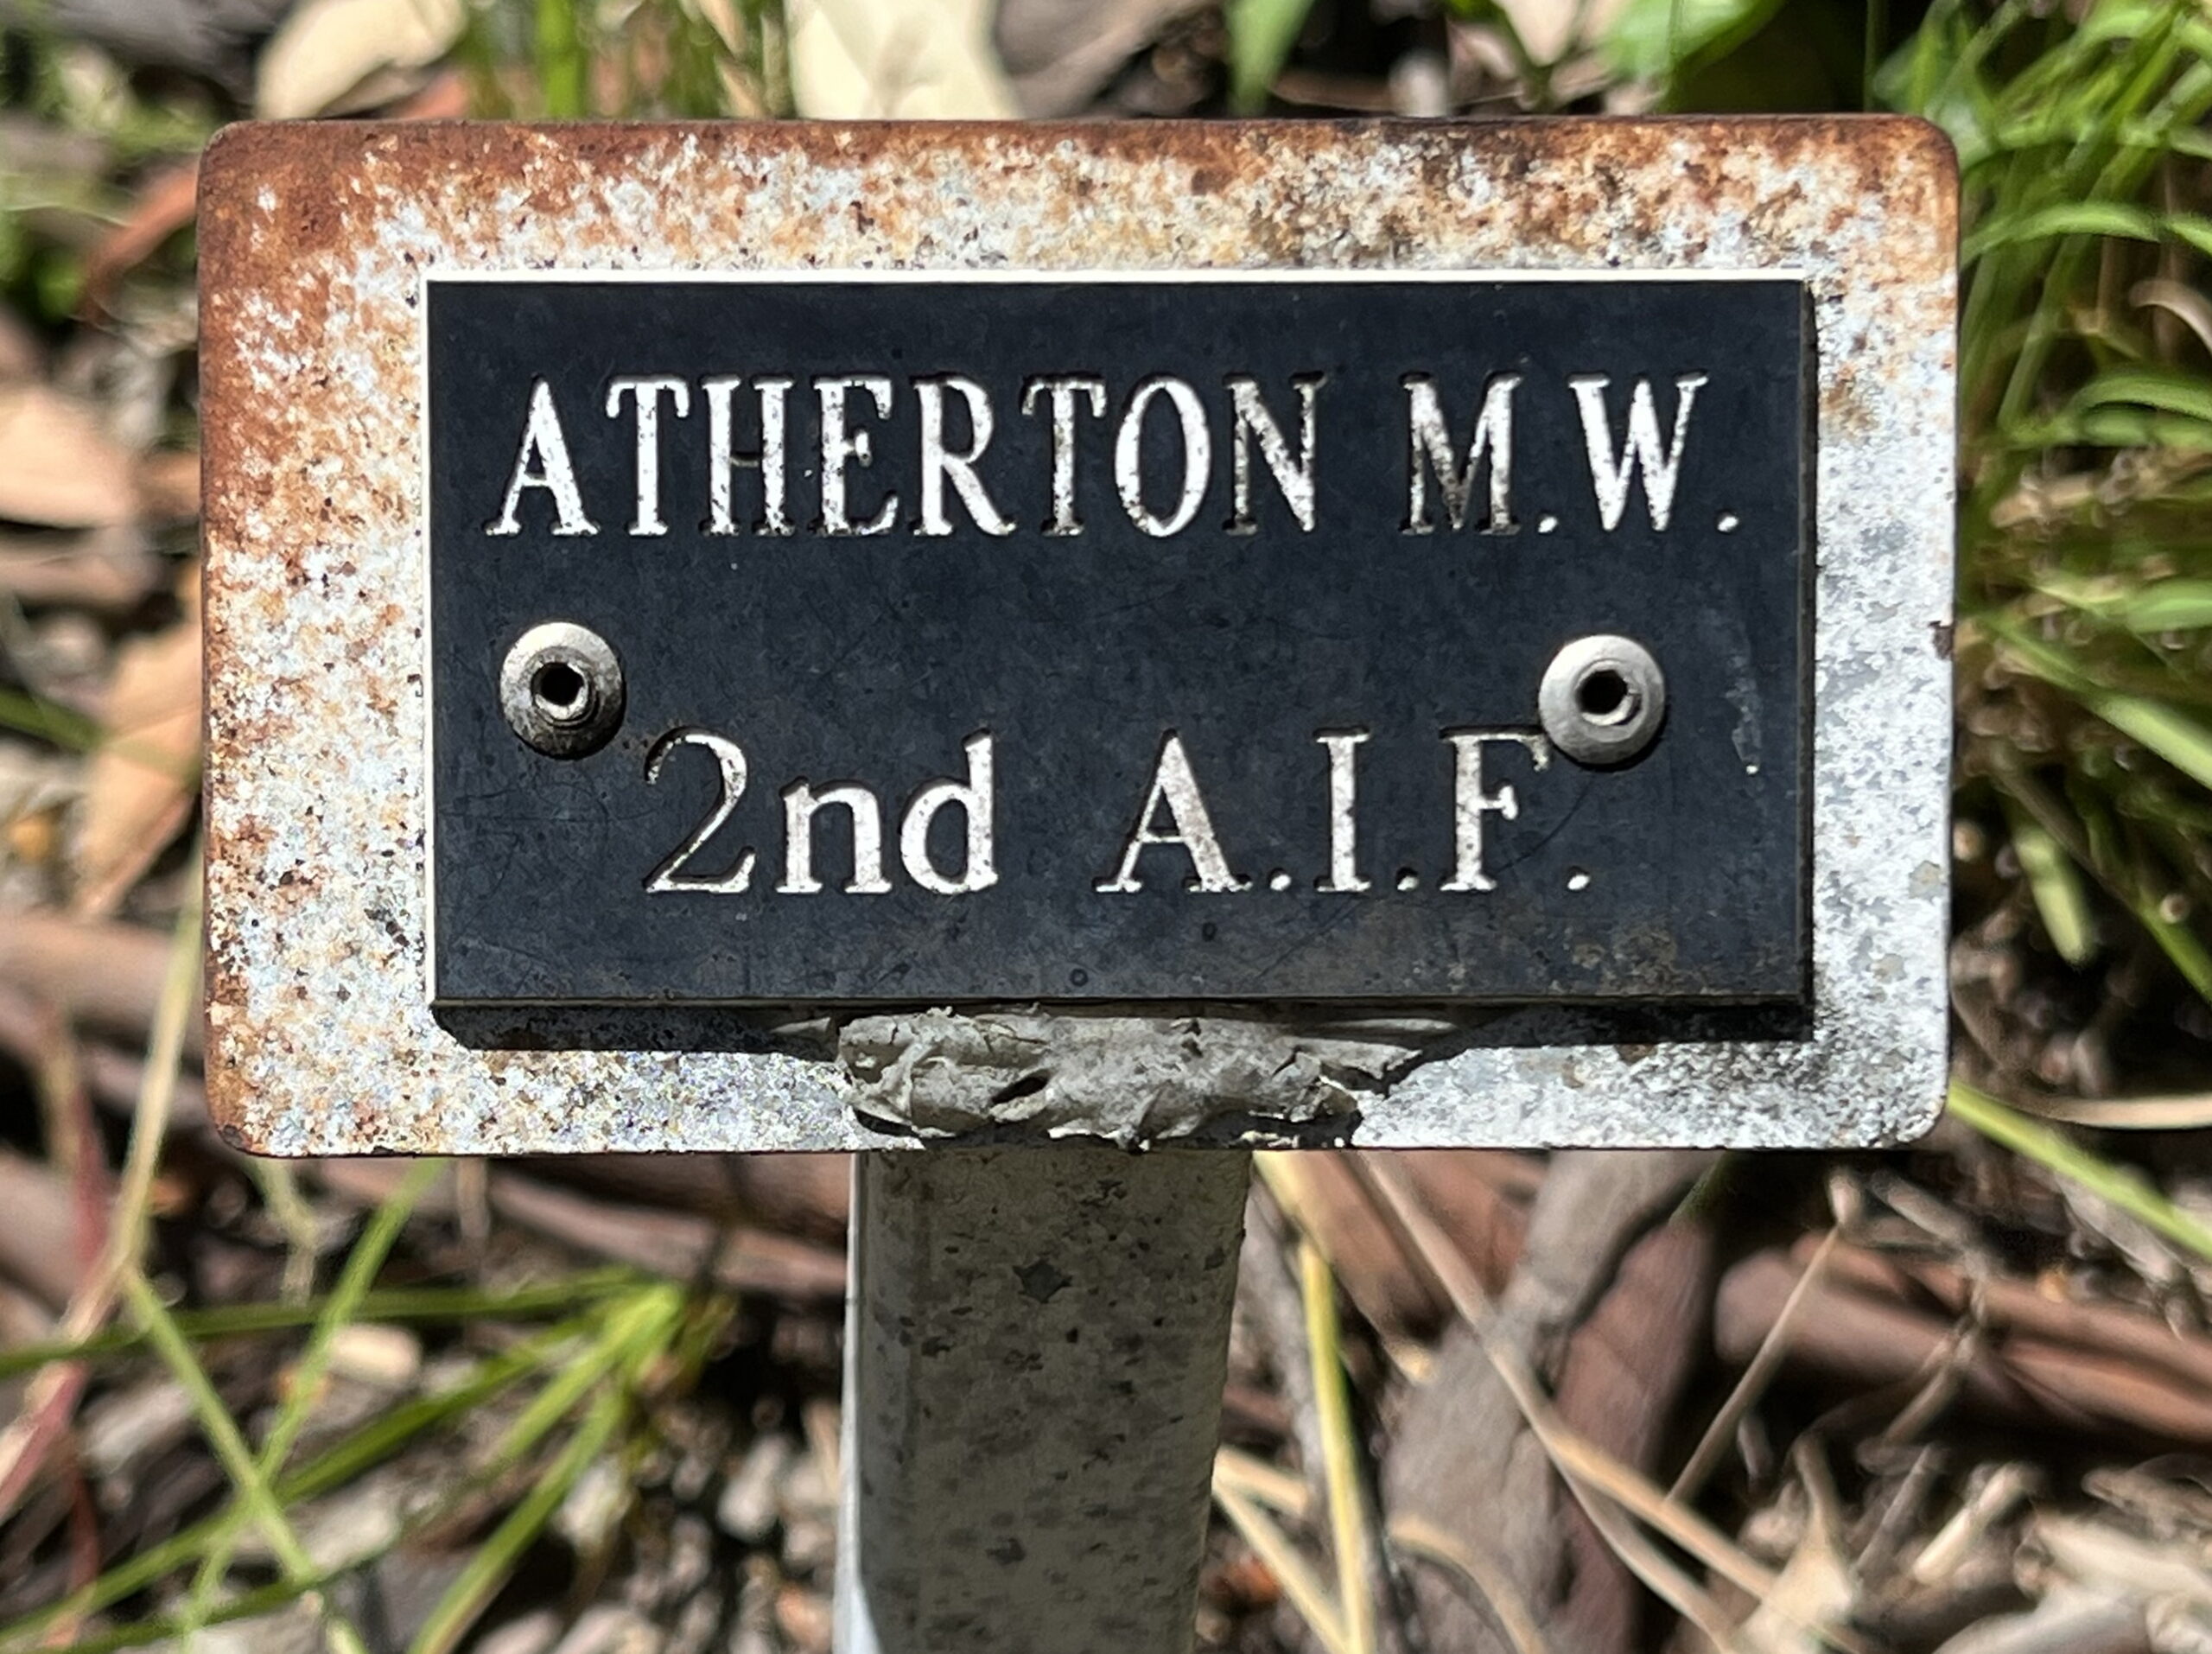 ATHERTON M.W.
2nd A.I.F.